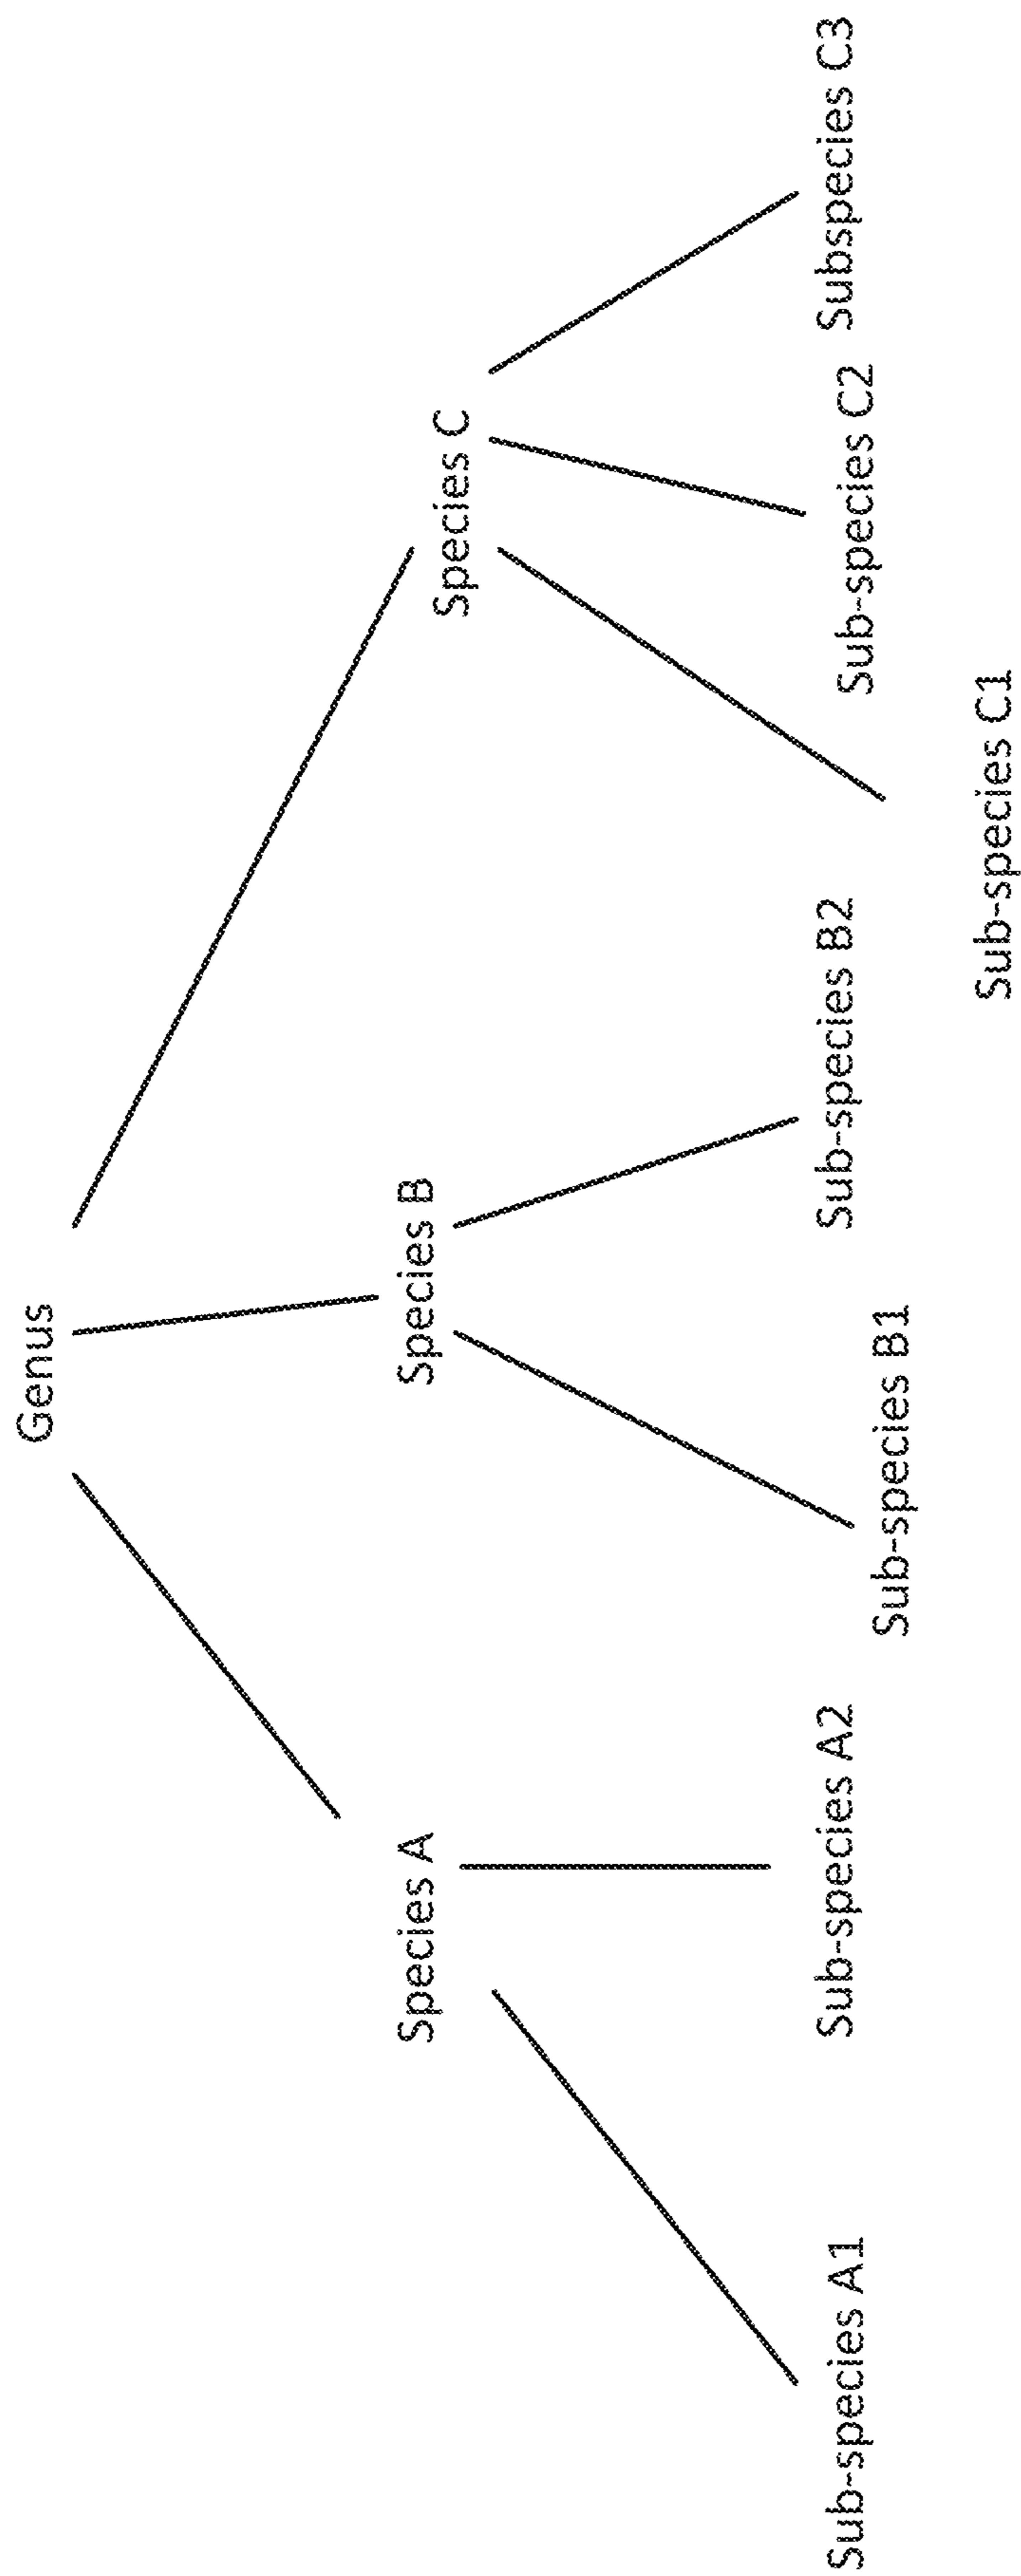 Genus
Species A
Species B
Species C
Sub-species A1
Sub-species A2
Sub-species B1
Sub-species B2
Sub-species C1
Sub-species C2
Subspecies C3